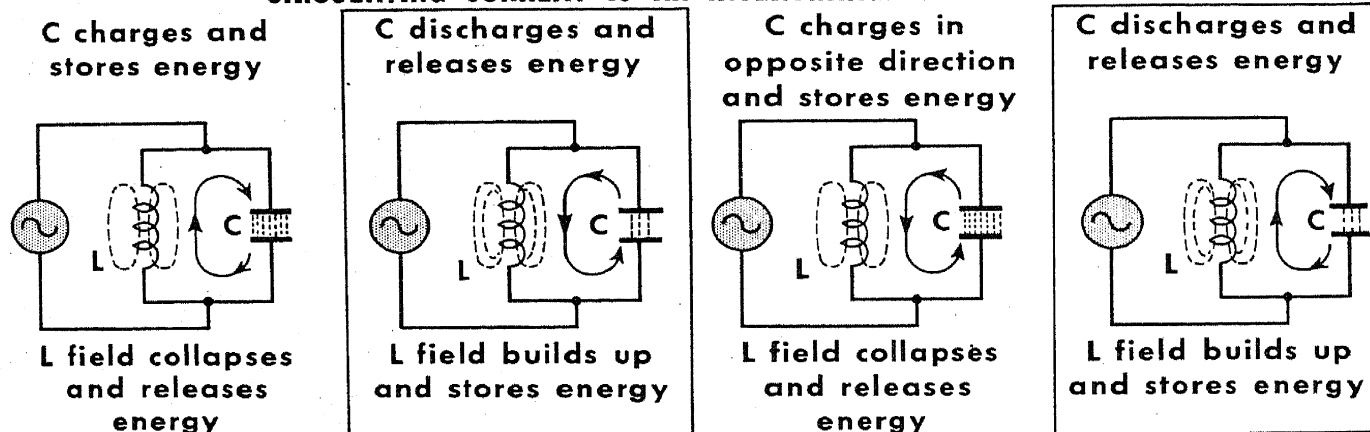 C charges and
stores energy
L
C
L field collapses
and releases
energy
C discharges and
releases energy
L
C
L field builds up
and stores energy
C charges in
opposite direction
and stores energy
L
C
L field collapses
and releases
energy
C discharges and
releases energy
L
C
L field builds up
and stores energy